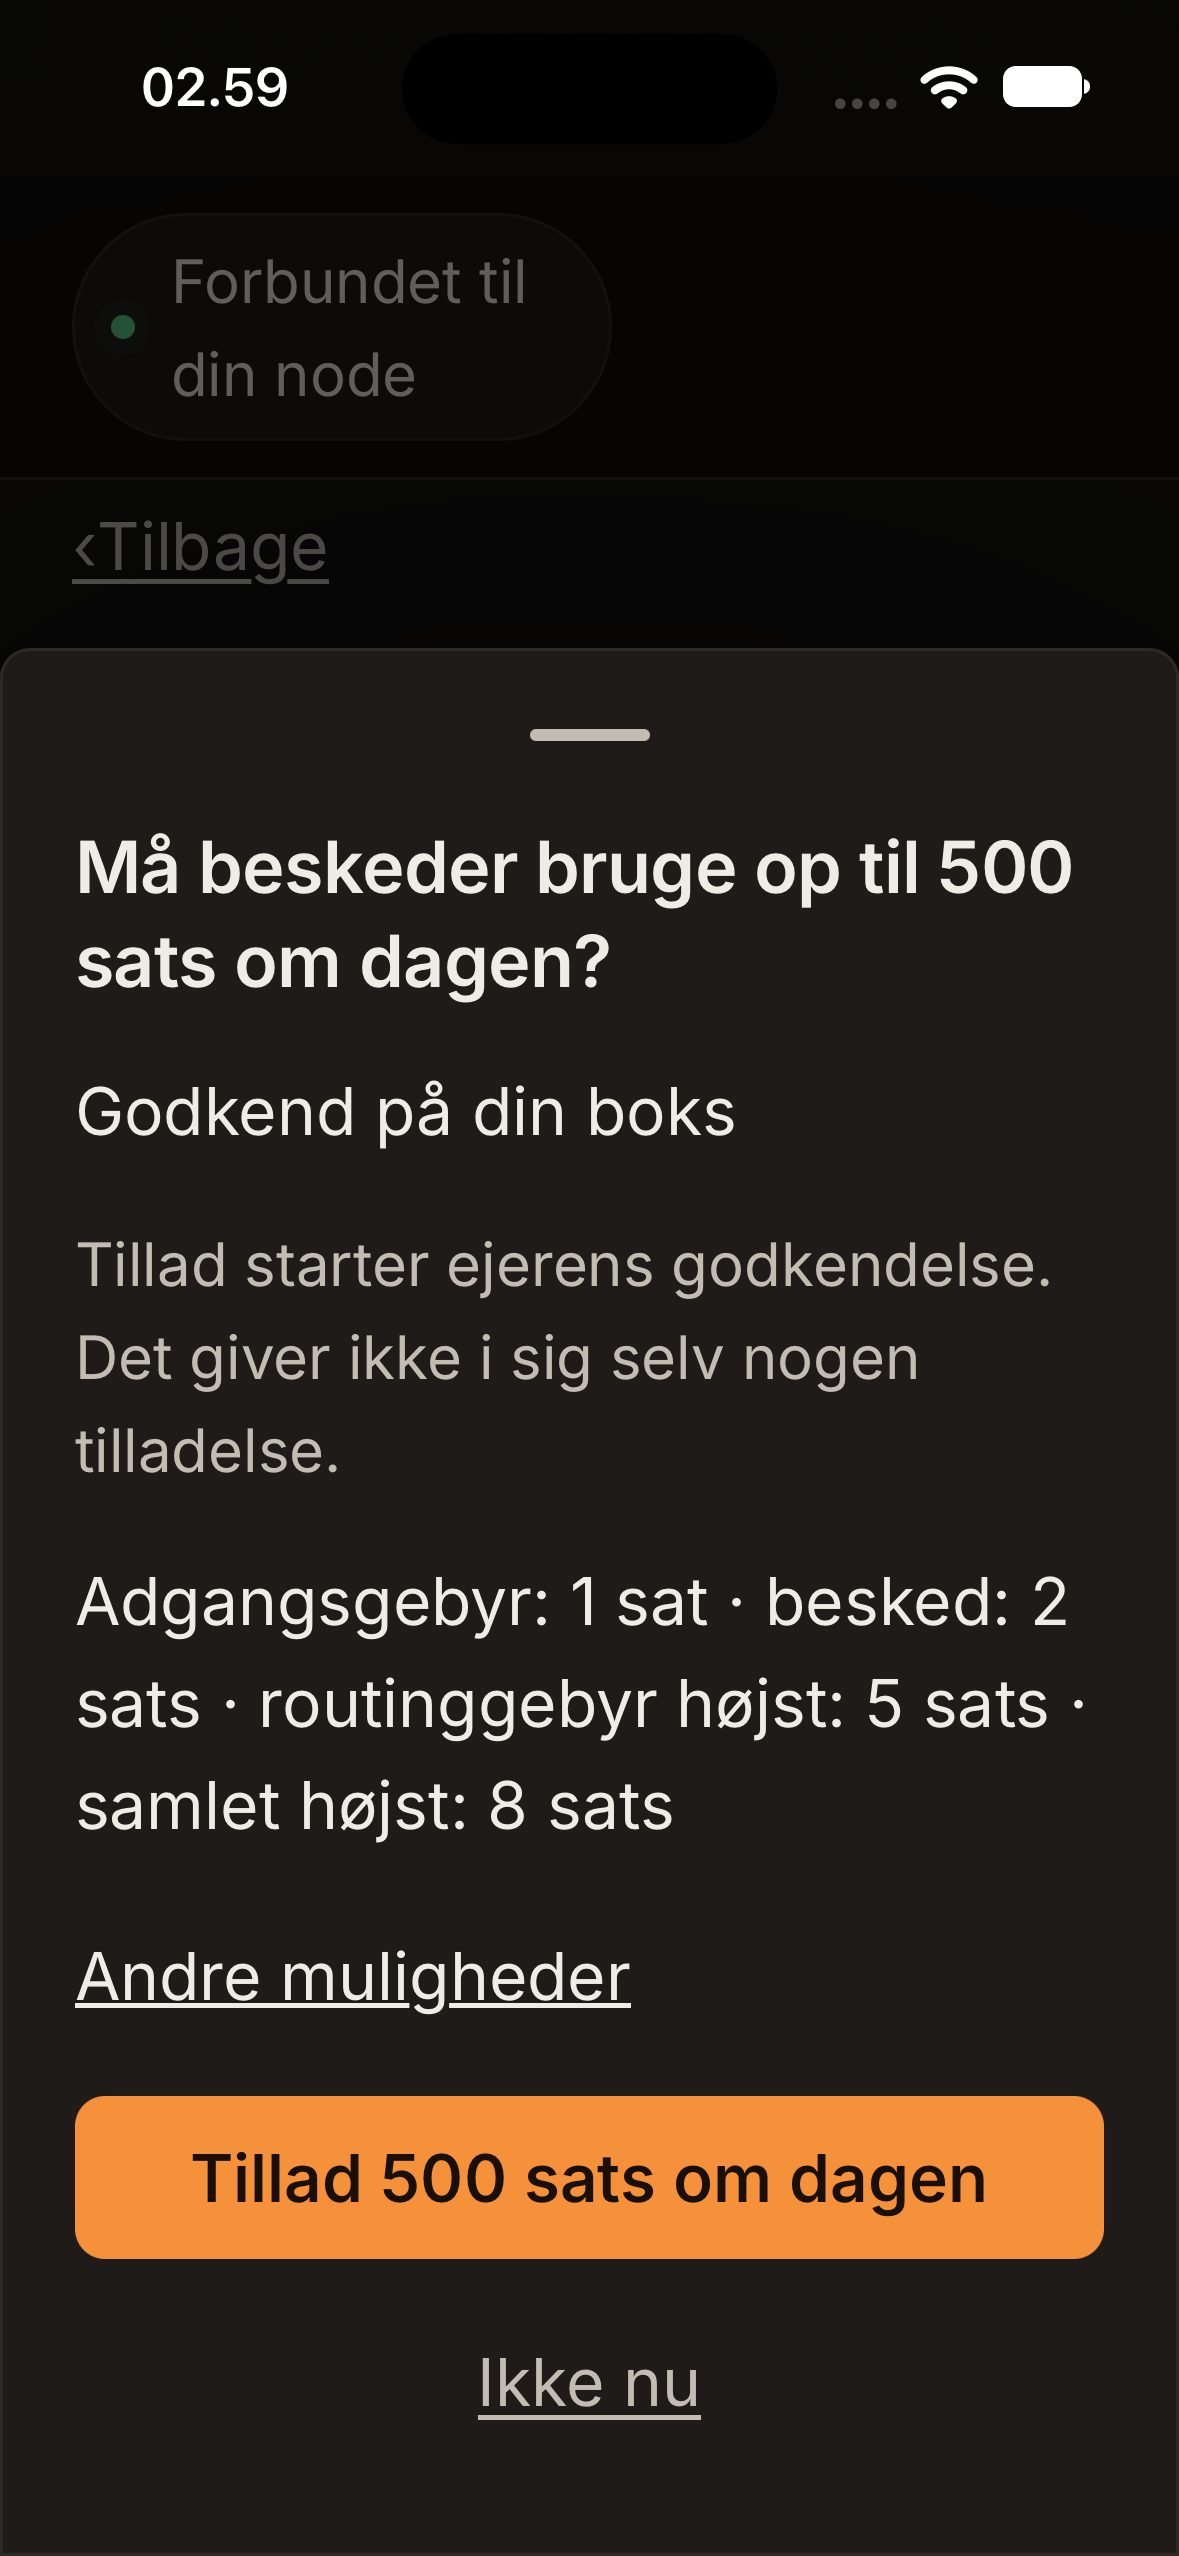 02.59
Forbundet til
din node
‹Tilbage
Må beskeder bruge op til 500
sats om dagen?
Godkend på din boks
Tillad starter ejerens godkendelse.
Det giver ikke i sig selv nogen
tilladelse.
Adgangsgebyr: 1 sat · besked: 2
sats · routinggebyr højst: 5 sats ·
samlet højst: 8 sats
Andre muligheder
Tillad 500 sats om dagen
Ikke nu